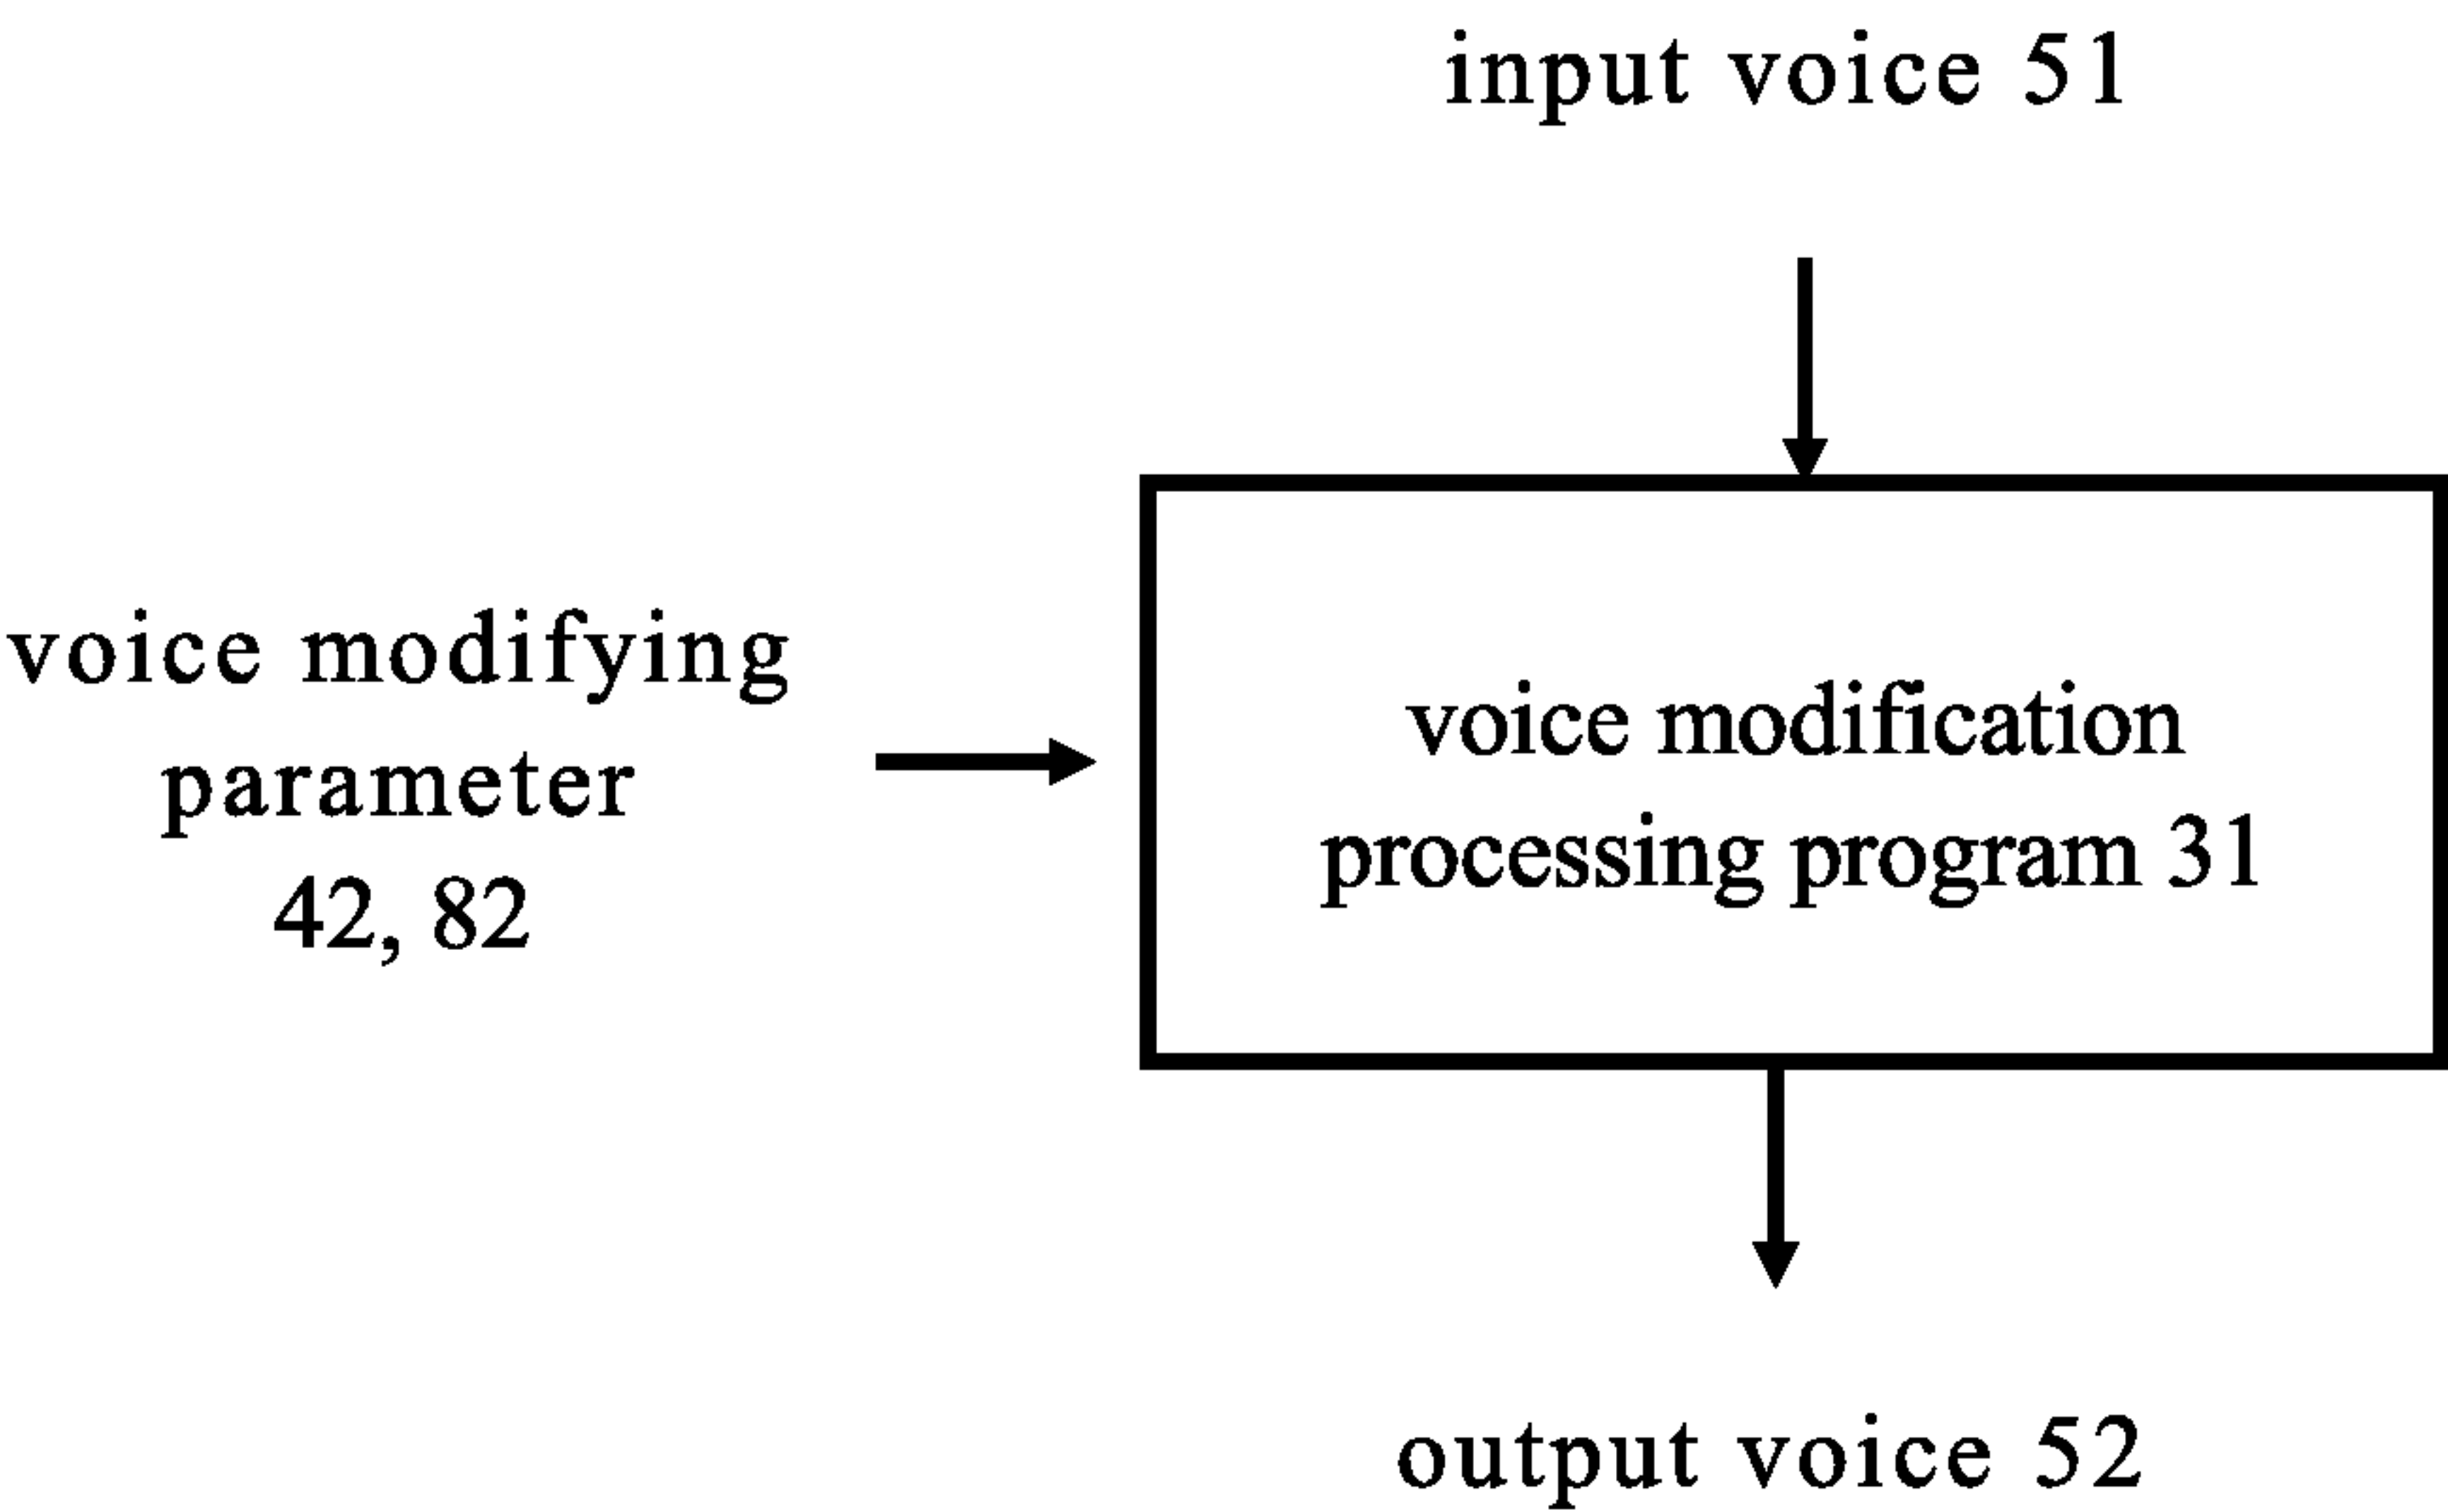 input voice 51
voice modifying
parameter
42, 82
voice modification
processing program 31
output voice 52